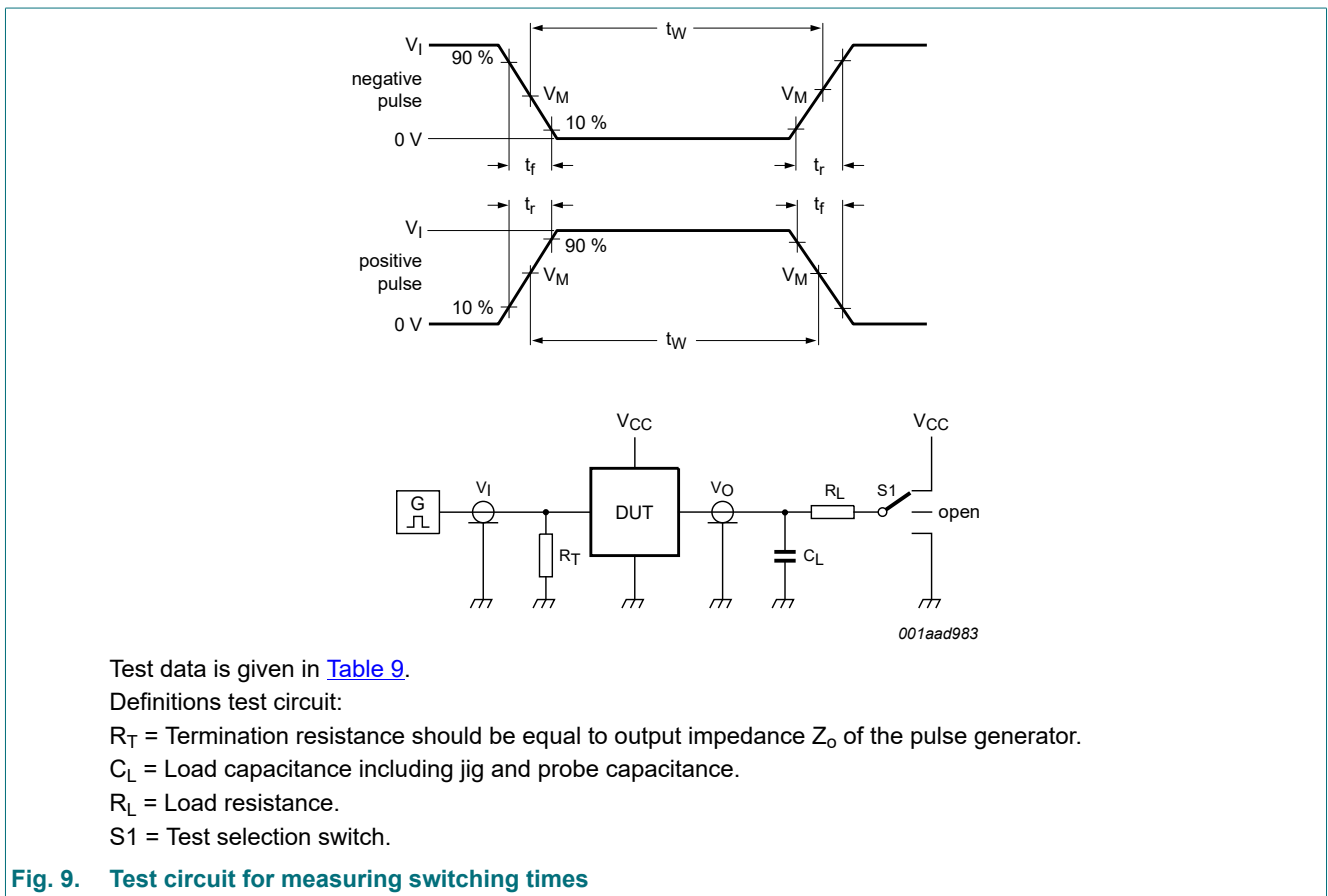 tW
VI
90 %
negative
pulse
VM
VM
10 %
0 V
tf
tr
tr
tf
VI
90 %
positive
pulse
VM
VM
10 %
0 V
tW
VCC
VCC
G
VI
DUT
VO
RL
S1
open
RT
CL
001aad983
Test data is given in Table 9.
Definitions test circuit:
RT = Termination resistance should be equal to output impedance Zo of the pulse generator.
CL = Load capacitance including jig and probe capacitance.
RL = Load resistance.
S1 = Test selection switch.
Fig. 9. Test circuit for measuring switching times